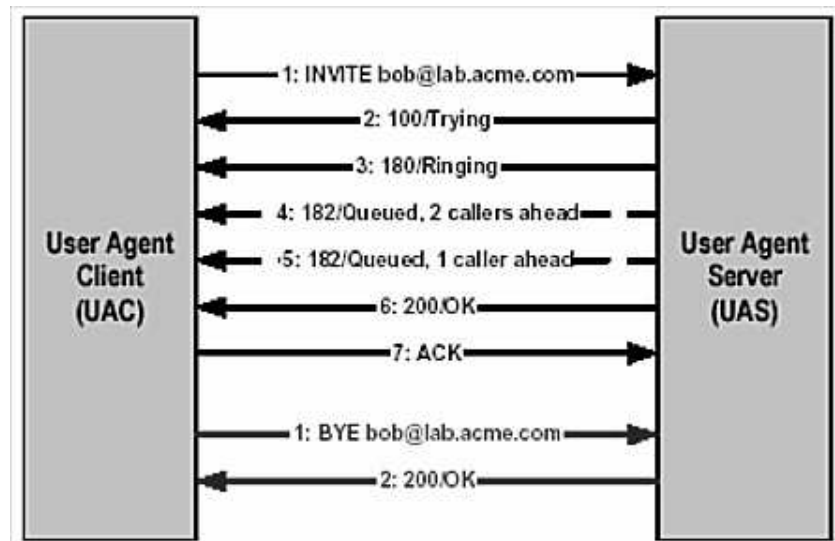 1: INVITE bob@lab.acme.com
2: 100/Trying
3: 180/Ringing
4: 182/Queued, 2 callers ahead
5: 182/Queued, 1 caller ahead
6: 200/OK
7: ACK
User Agent
Client
(UAC)
User Agent
Server
(UAS)
1: BYE bob@lab.acme.com
2: 200/OK